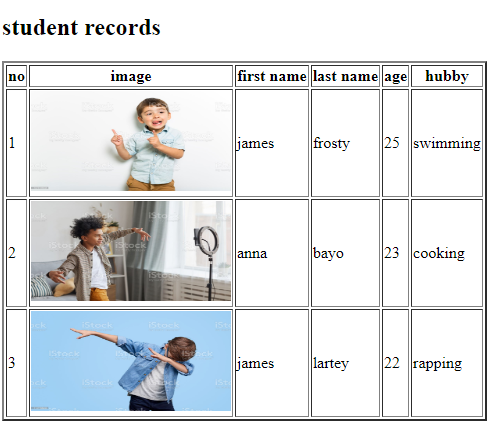 student records
no image first name last name age hubby
1 james frosty 25 swimming
2 anna bayo 23 cooking
3 james lartey 22 rapping
iStock
iStock
iStock